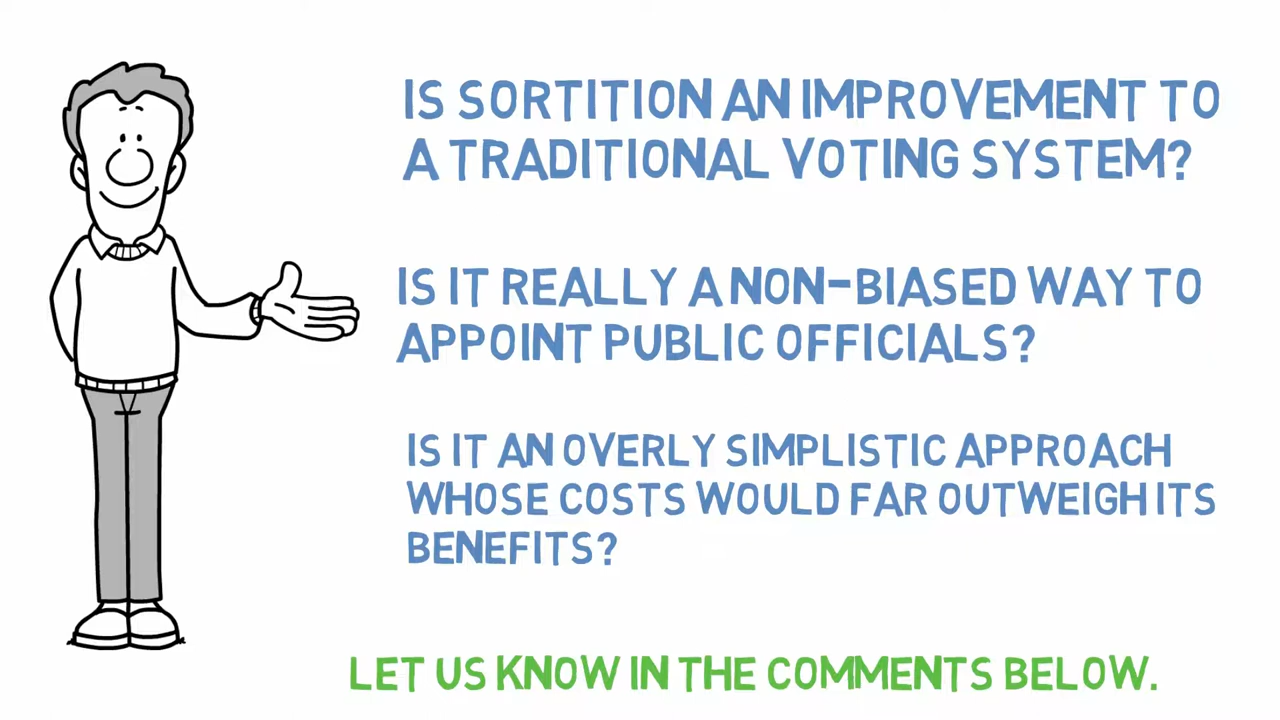 IS SORTITION AN IMPROVEMENT TO
A TRADITIONAL VOTING SYSTEM?
IS IT REALLY A NON-BIASED WAY TO
APPOINT PUBLIC OFFICIALS?
IS IT AN OVERLY SIMPLISTIC APPROACH
WHOSE COSTS WOULD FAR OUTWEIGH ITS
BENEFITS?
LET US KNOW IN THE COMMENTS BELOW.